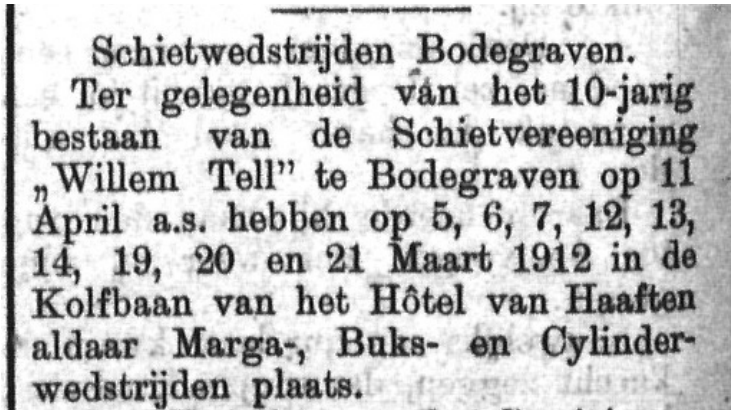 Schietwedstrijden Bodegraven.
Ter gelegenheid van het 10-jarig
bestaan van de Schietvereeniging
„Willem Tell” te Bodegraven op 11
April a.s. hebben op 5, 6, 7, 12, 13,
14, 19, 20 en 21 Maart 1912 in de
Kolfbaan van het Hôtel van Haaften
aldaar Marga-, Buks- en Cylinder-
wedstrijden plaats.